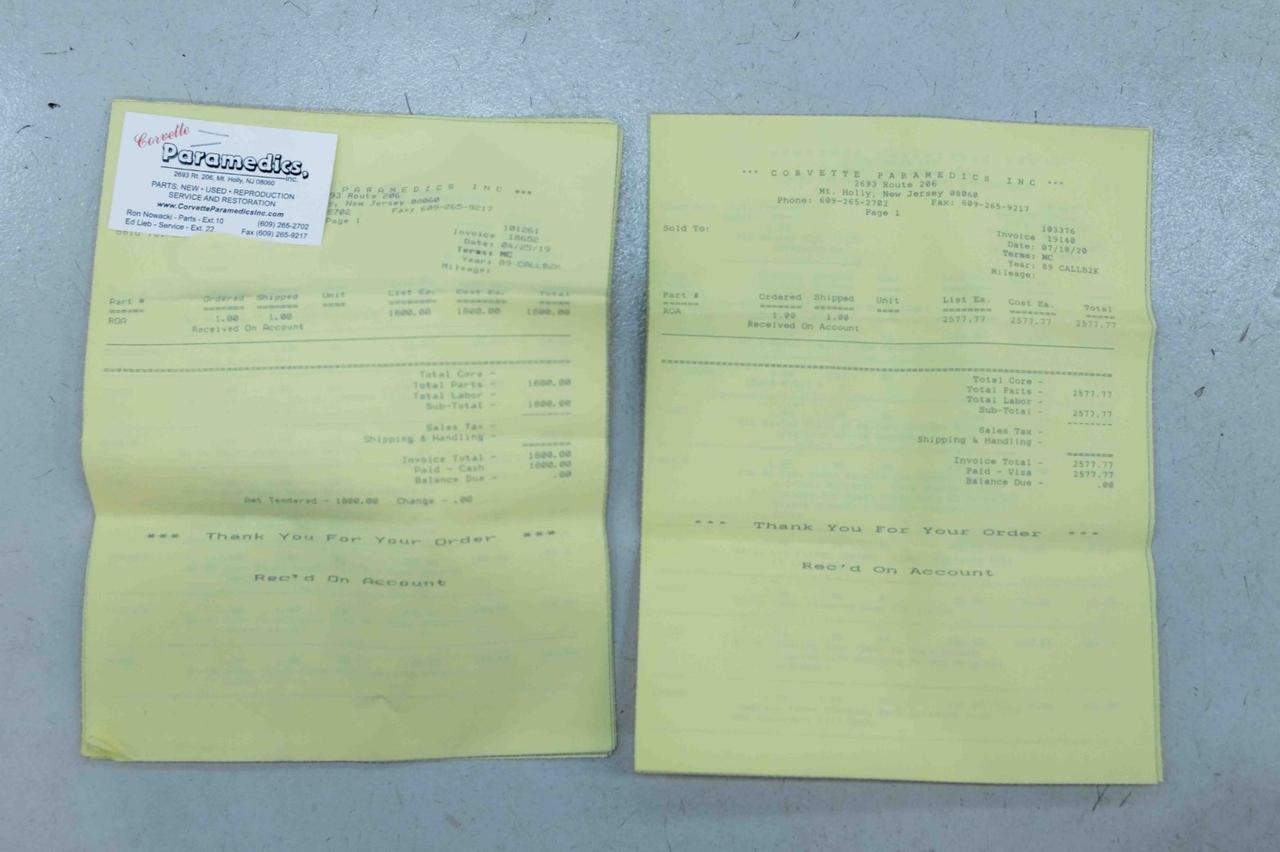 Corvette
Paramedics,
Inc.
2693 Rt. 206, Mt. Holly, NJ 08060
PARTS: NEW • USED • REPRODUCTION
SERVICE AND RESTORATION
www.CorvetteParamedicsInc.com
Ron Nowacki - Parts - Ext.10 (609) 265-2702
Ed Lieb - Service - Ext. 22 Fax (609) 265-9217
PARAMEDICS INC ***
93 Route 206
y, New Jersey 08060
2702 Fax: 609-265-9217
Page 1
101261
Invoice 18652
Date: 04/25/19
Terms: MC
Year: 89 CALLB2K
Mileage:
Part # Ordered Shipped Unit List Ea. Cost Ea. Total
ROA 1.00 1.00 1800.00 1800.00 1800.00
Received On Account
Total Core -
Total Parts - 1800.00
Total Labor -
Sub-Total - 1800.00
Sales Tax -
Shipping & Handling -
Invoice Total - 1800.00
Paid - Cash 1800.00
Balance Due - .00
Amt Tendered - 1800.00 Change - .00
*** Thank You For Your Order ***
Rec'd On Account
*** CORVETTE PARAMEDICS INC ***
2693 Route 206
Mt. Holly, New Jersey 08060
Phone: 609-265-2702 Fax: 609-265-9217
Page 1
Sold To:
103376
Invoice 19140
Date: 07/18/20
Terms: MC
Year: 89 CALLB2K
Mileage:
Part # Ordered Shipped Unit List Ea. Cost Ea. Total
ROA 1.00 1.00 2577.77 2577.77 2577.77
Received On Account
Total Core -
Total Parts - 2577.77
Total Labor -
Sub-Total - 2577.77
Sales Tax -
Shipping & Handling -
Invoice Total - 2577.77
Paid - Visa 2577.77
Balance Due - .00
*** Thank You For Your Order ***
Rec'd On Account